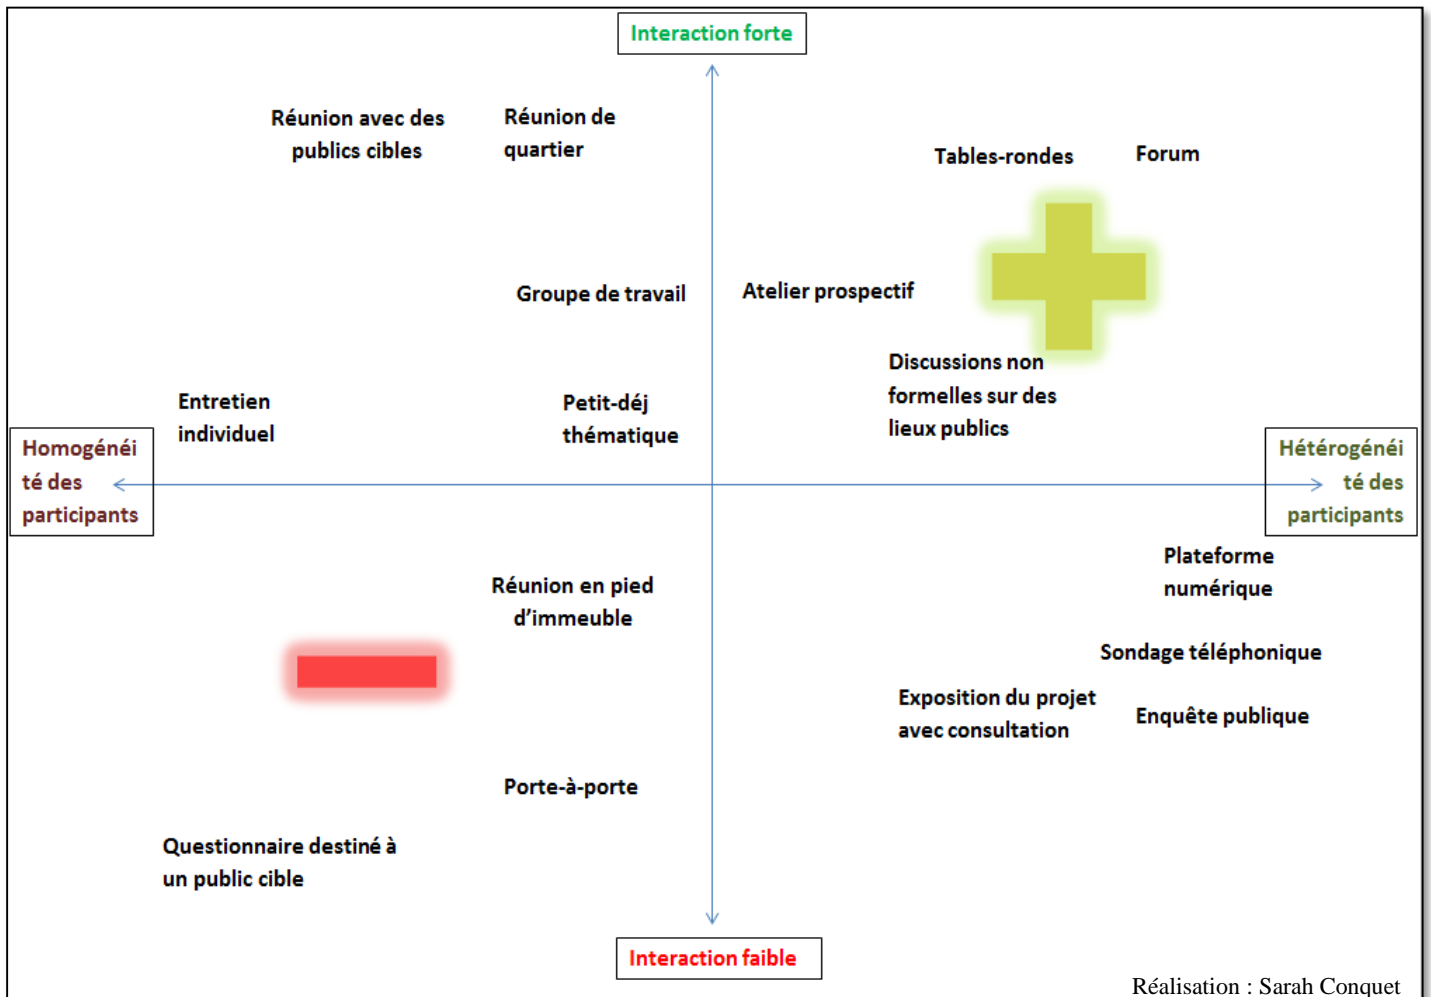 Interaction forte
Réunion avec des
publics cibles
Réunion de
quartier
Tables-rondes
Forum
Groupe de travail
Atelier prospectif
Discussions non
formelles sur des
lieux publics
Entretien
individuel
Petit-déj
thématique
Homogénéi
té des
participants
Hétérogénéi
té des
participants
Réunion en pied
d'immeuble
Plateforme
numérique
Sondage téléphonique
Exposition du projet
avec consultation
Enquête publique
Porte-à-porte
Questionnaire destiné à
un public cible
Interaction faible
Réalisation : Sarah Conquet